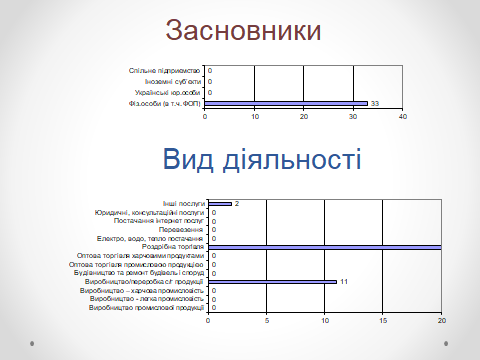 Засновники
Спільне підприємство 0
Іноземні суб'єкти 0
Українські юр.особи 0
Фіз.особи (в т.ч. ФОП) 33
0 10 20 30 40
Вид діяльності
Інші послуги 2
Юридичні, консультаційні послуги 0
Постачання інтернет послуг 0
Перевезення 0
Електро, водо, тепло постачання 0
Роздрібна торгівля
Оптова торгівля харчовими продуктами 0
Оптова торгівля промисловою продукцією 0
Будівництво та ремонт будівель і споруд 0
Виробництво/переробка с/г продукції 11
Виробництво – харчова промисловість 0
Виробництво - легка промисловість 0
Виробництво промислової продукції 0
0 5 10 15 20